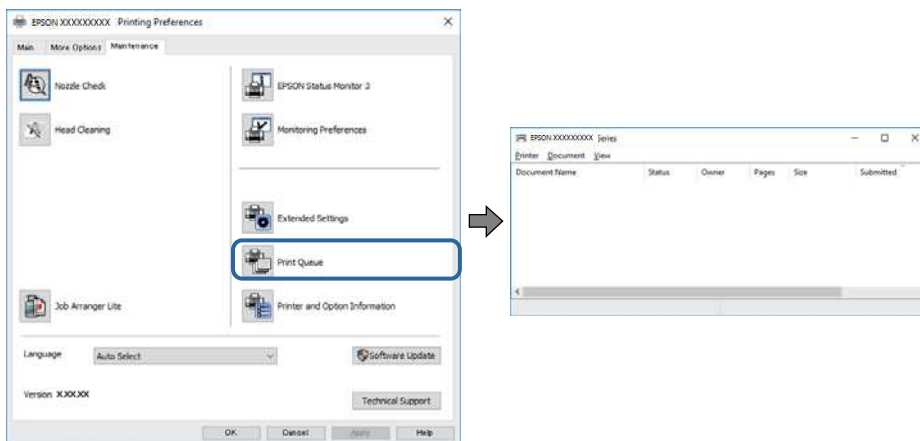 EPSON XXXXXXXXX Printing Preferences
Main More Options Maintenance
Nozzle Check
EPSON Status Monitor 3
Head Cleaning
Monitoring Preferences
Extended Settings
Print Queue
Job Arranger Lite
Printer and Option Information
Language Auto Select Software Update
Version X.XX.XX
Technical Support
OK Cancel Apply Help
EPSON XXXXXXXXX Series
Printer Document View
Document Name Status Owner Pages Size Submitted